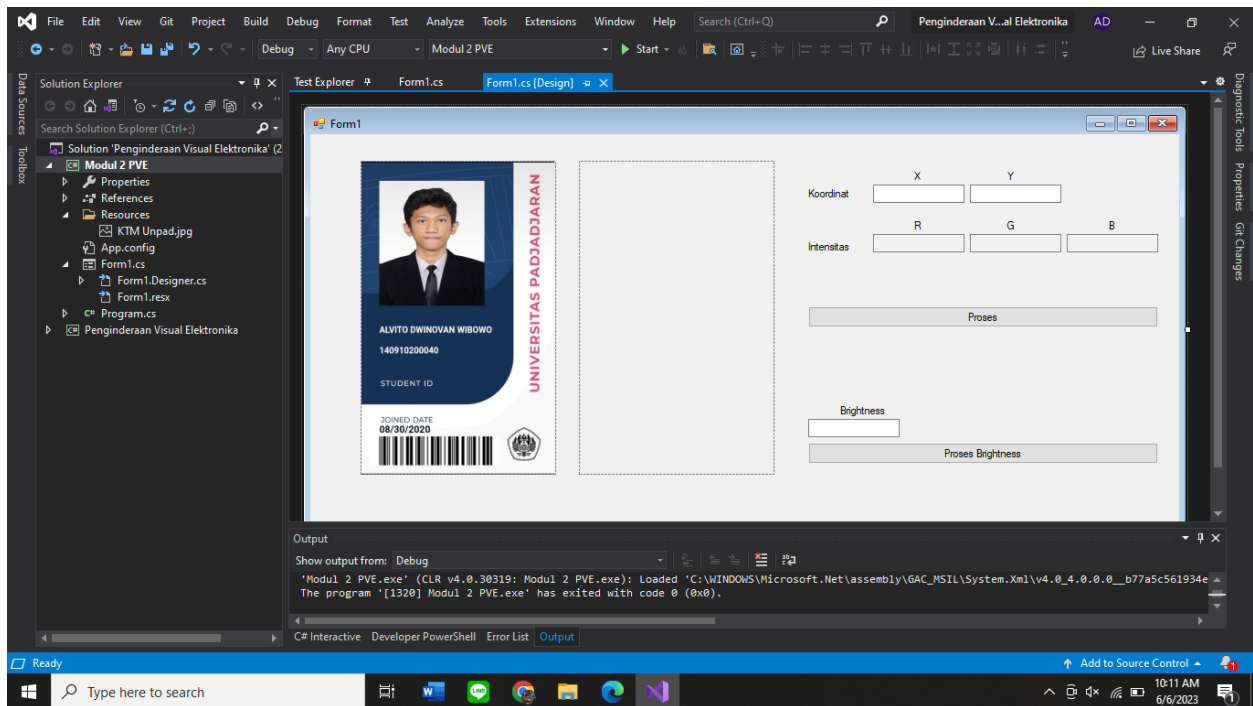 File Edit View Git Project Build Debug Format Test Analyze Tools Extensions Window Help Search (Ctrl+Q) Penginderaan V...al Elektronika AD
Debug Any CPU Modul 2 PVE Start Live Share
Data Sources
Toolbox
Solution Explorer
Search Solution Explorer (Ctrl+;)
Solution 'Penginderaan Visual Elektronika' (2
Modul 2 PVE
Properties
References
Resources
KTM Unpad.jpg
App.config
Form1.cs
Form1.Designer.cs
Form1.resx
Program.cs
Penginderaan Visual Elektronika
Test Explorer Form1.cs Form1.cs [Design]
Form1
UNIVERSITAS PADJADJARAN
ALVITO DWINOVAN WIBOWO
140910200040
STUDENT ID
JOINED DATE
08/30/2020
X Y
Koordinat
R G B
Intensitas
Proses
Brightness
Proses Brightness
Diagnostic Tools
Properties
Git Changes
Output
Show output from: Debug
'Modul 2 PVE.exe' (CLR v4.0.30319: Modul 2 PVE.exe): Loaded 'C:\WINDOWS\Microsoft.Net\assembly\GAC_MSIL\System.Xml\v4.0_4.0.0.0__b77a5c561934e
The program '[1320] Modul 2 PVE.exe' has exited with code 0 (0x0).
C# Interactive Developer PowerShell Error List Output
Ready Add to Source Control 1
Type here to search
10:11 AM
6/6/2023